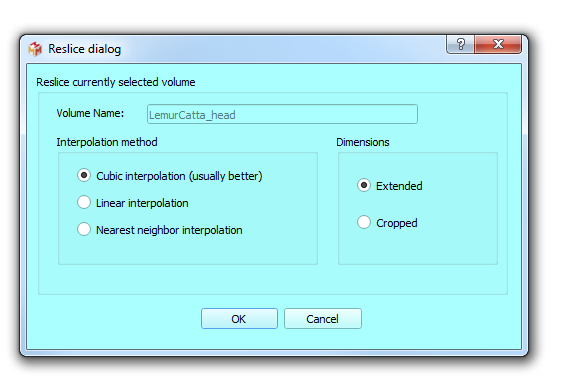 Reslice dialog
?
Reslice currently selected volume
Volume Name: LemurCatta_head
Interpolation method
Dimensions
Cubic interpolation (usually better)
Linear interpolation
Nearest neighbor interpolation
Extended
Cropped
OK Cancel